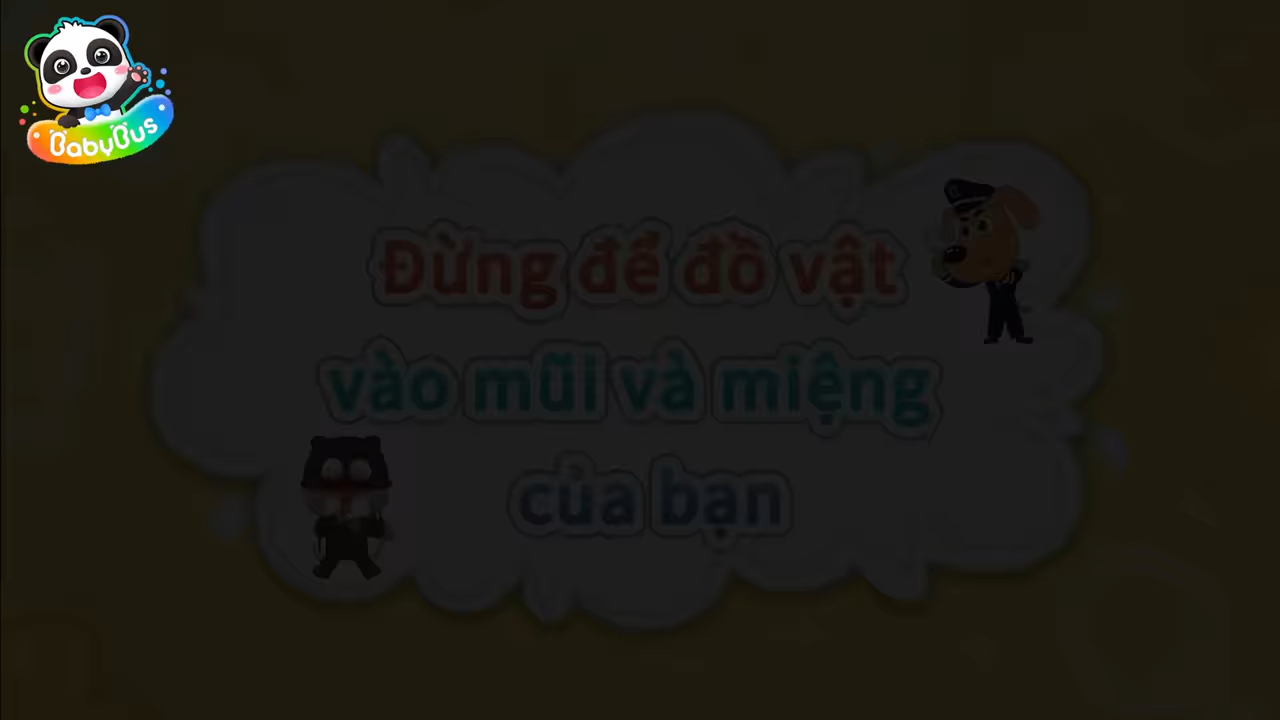 BabyBus
Đừng để đồ vật
vào mũi và miệng
của bạn